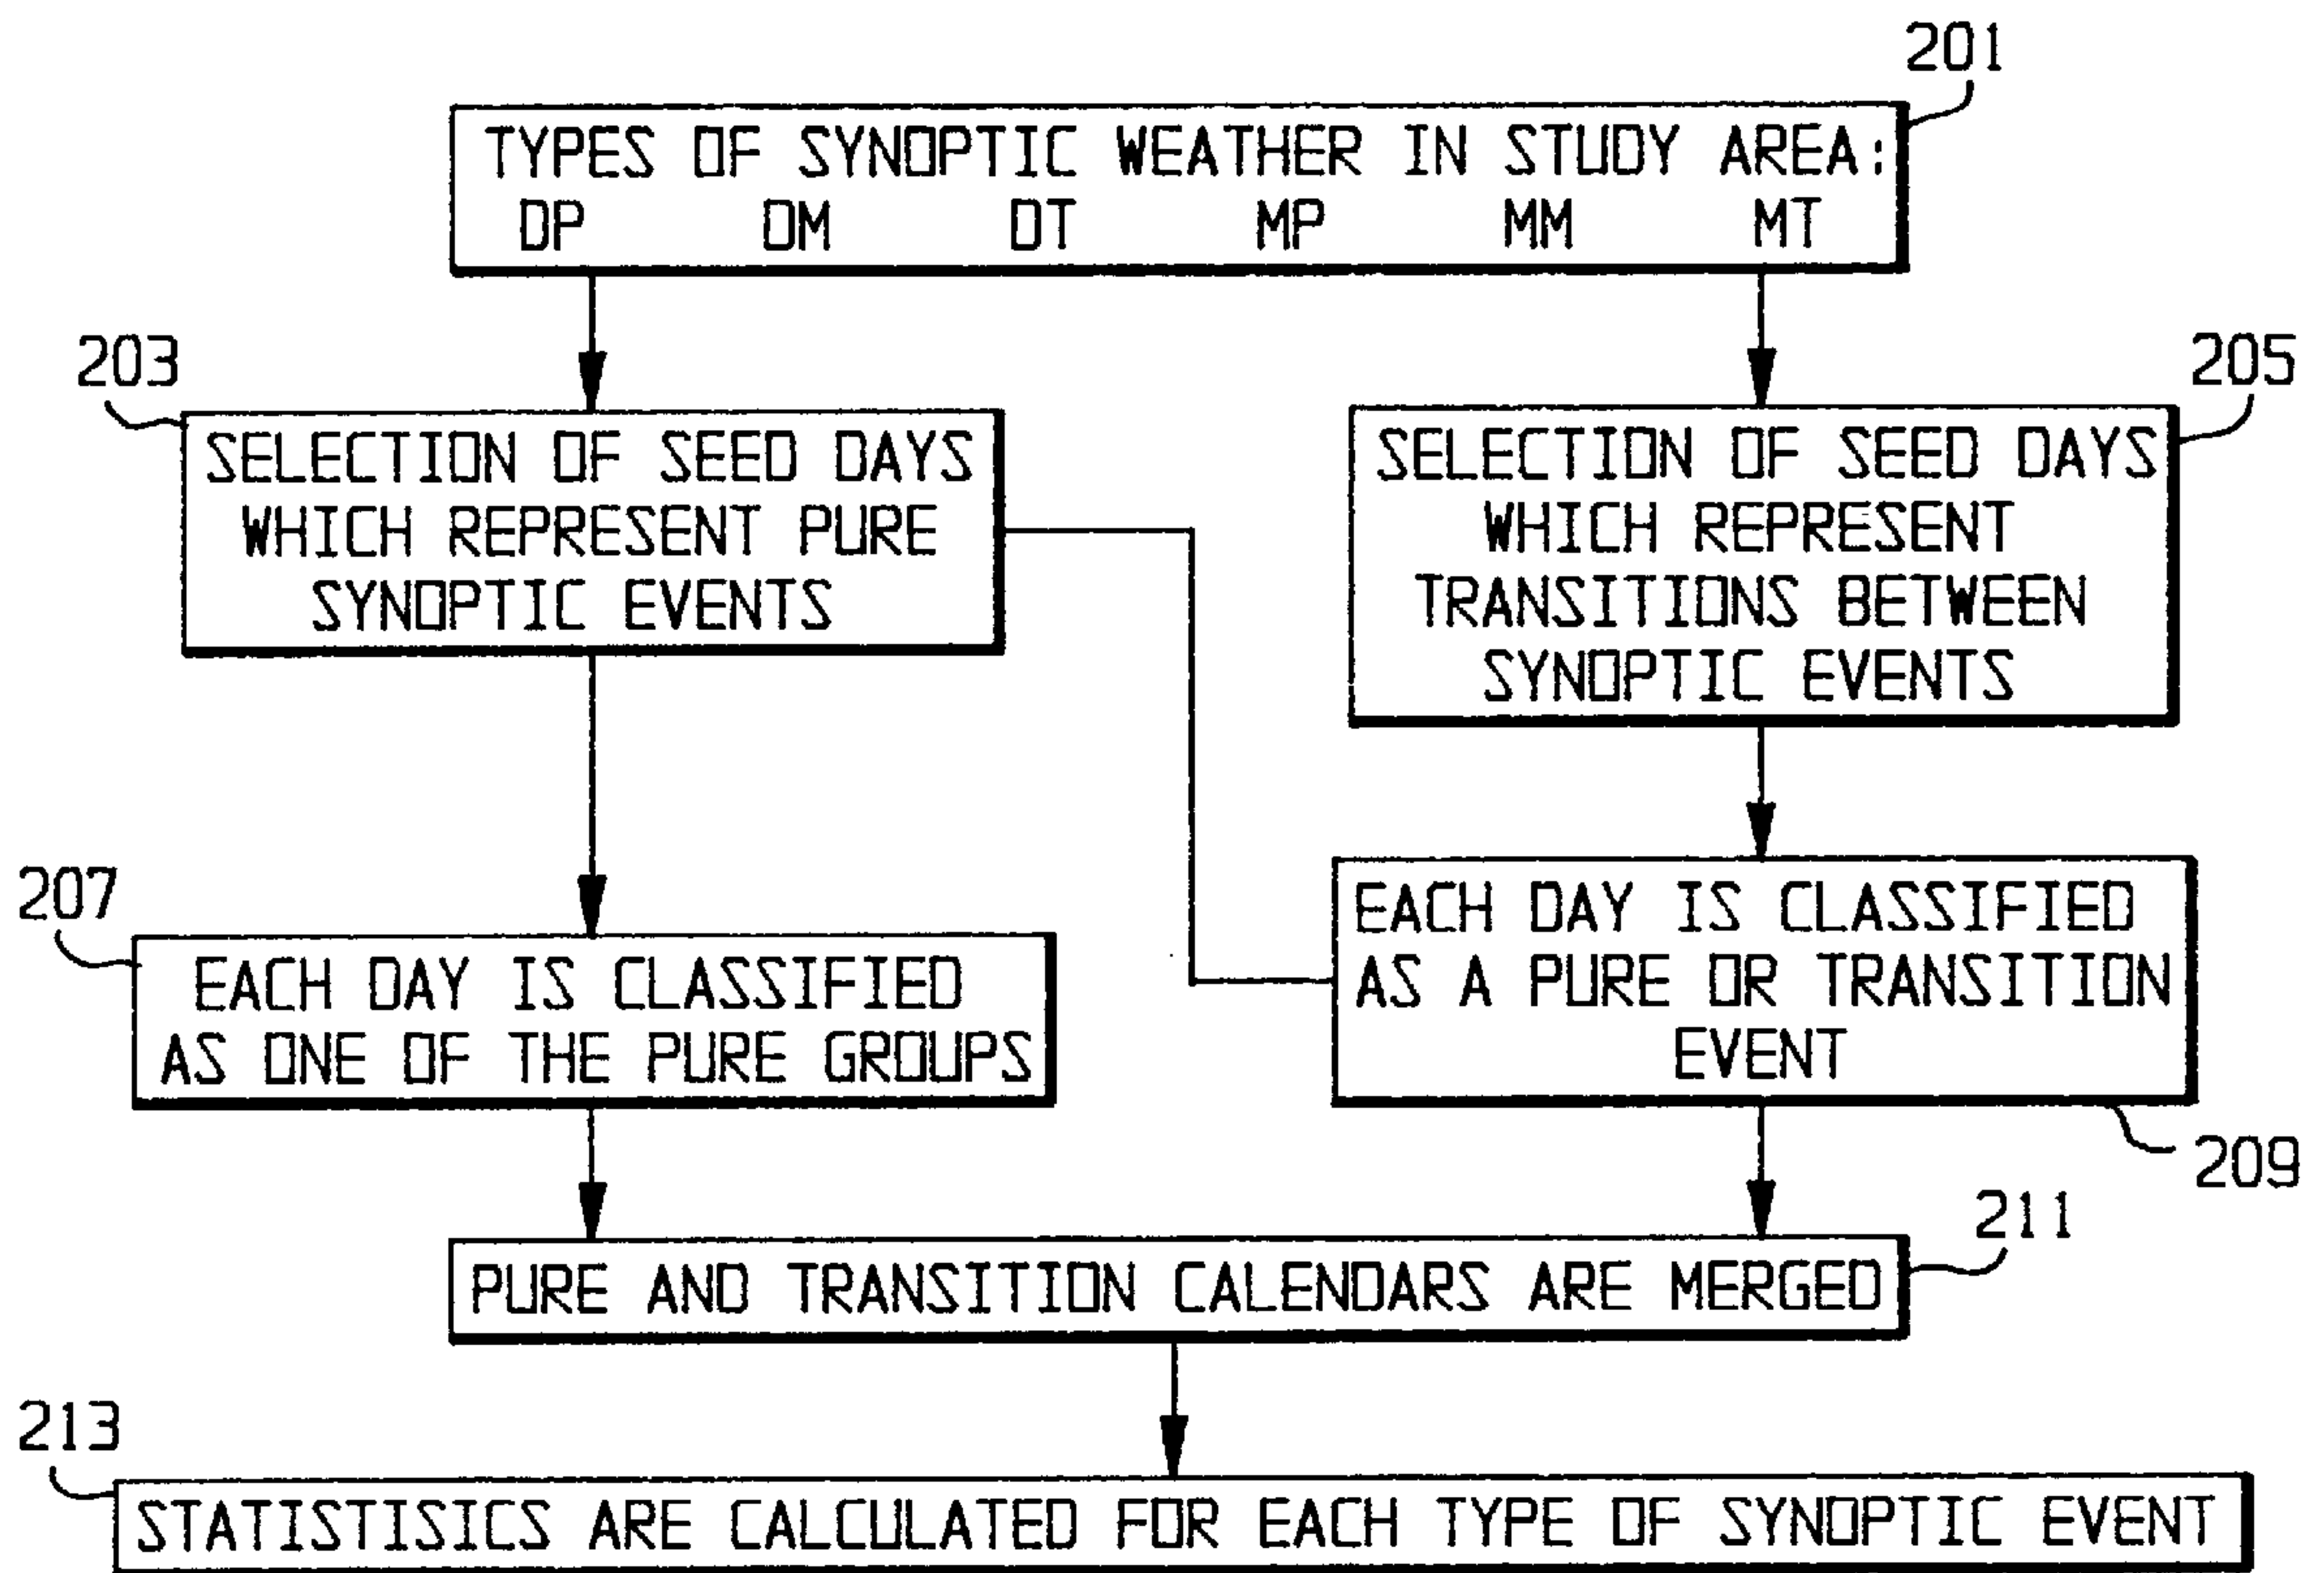 201
TYPES OF SYNOPTIC WEATHER IN STUDY AREA:
DP DM DT MP MM MT
203
SELECTION OF SEED DAYS
WHICH REPRESENT PURE
SYNOPTIC EVENTS
205
SELECTION OF SEED DAYS
WHICH REPRESENT
TRANSITIONS BETWEEN
SYNOPTIC EVENTS
207
EACH DAY IS CLASSIFIED
AS ONE OF THE PURE GROUPS
EACH DAY IS CLASSIFIED
AS A PURE OR TRANSITION
EVENT
209
211
PURE AND TRANSITION CALENDARS ARE MERGED
213
STATISTISICS ARE CALCULATED FOR EACH TYPE OF SYNOPTIC EVENT